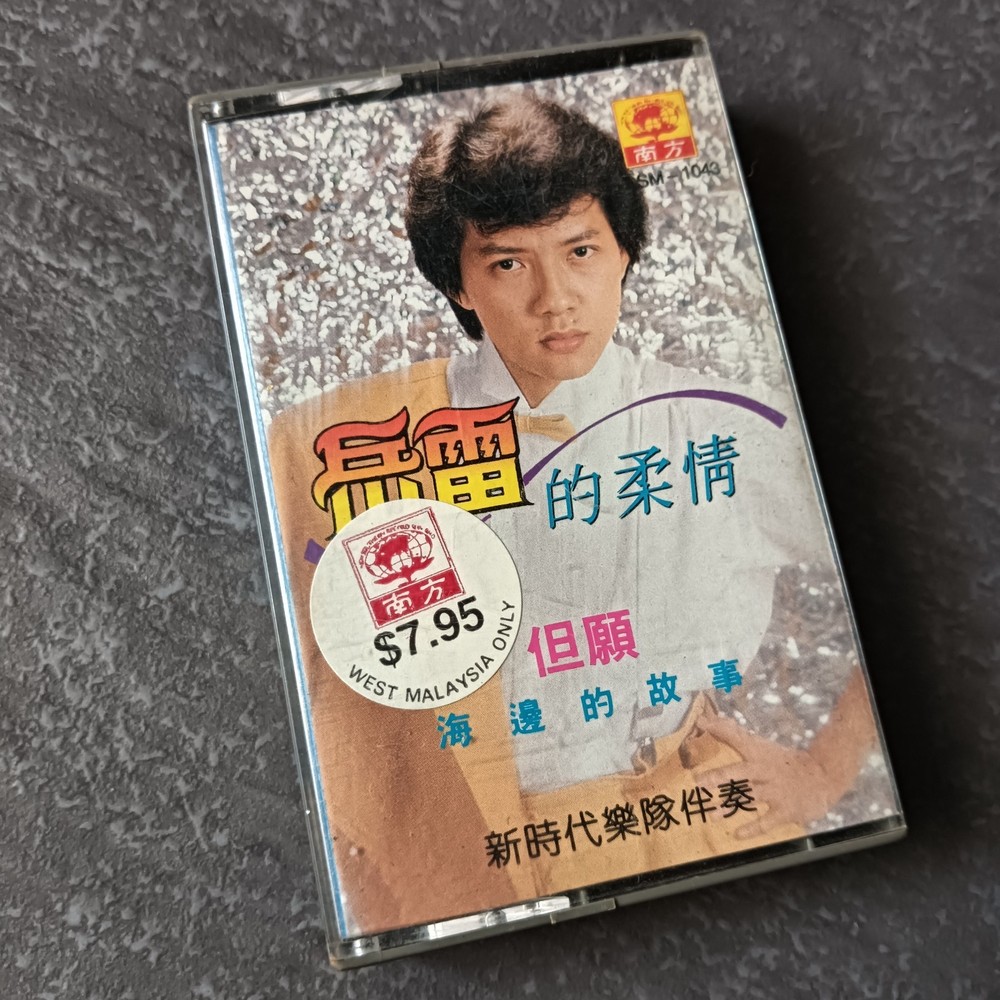 南方
SM-1043
岳雷的柔情
南方
$7.95
WEST MALAYSIA ONLY
但願
海邊的故事
新時代樂隊伴奏